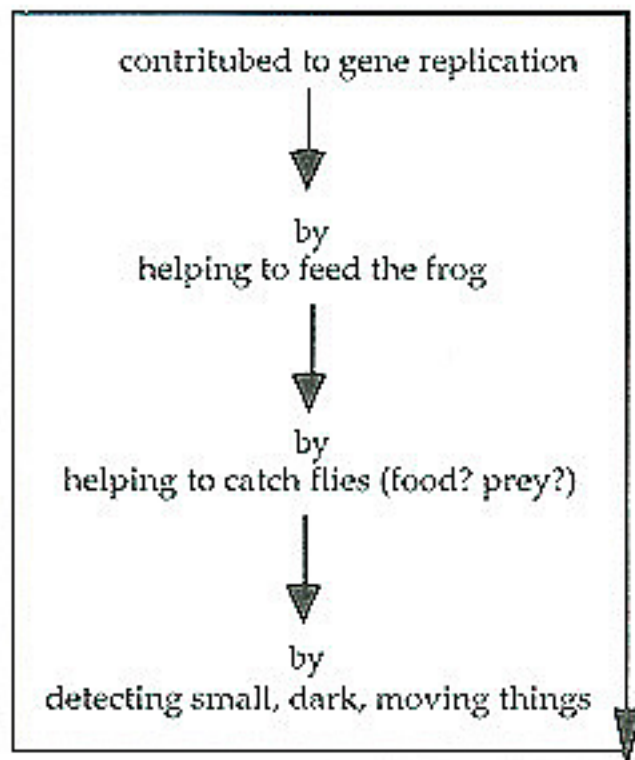 contritubed to gene replication
by
helping to feed the frog
by
helping to catch flies (food? prey?)
by
detecting small, dark, moving things